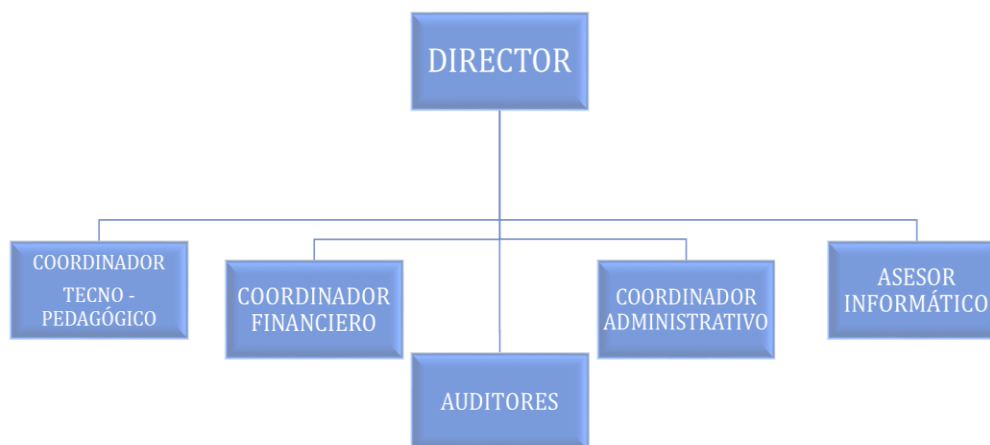 DIRECTOR
COORDINADOR
TECNO -
PEDAGÓGICO
COORDINADOR
FINANCIERO
COORDINADOR
ADMINISTRATIVO
ASESOR
INFORMÁTICO
AUDITORES